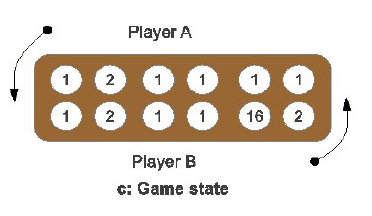 Player A
1 2 1 1 1 1
1 2 1 1 16 2
Player B
c: Game state